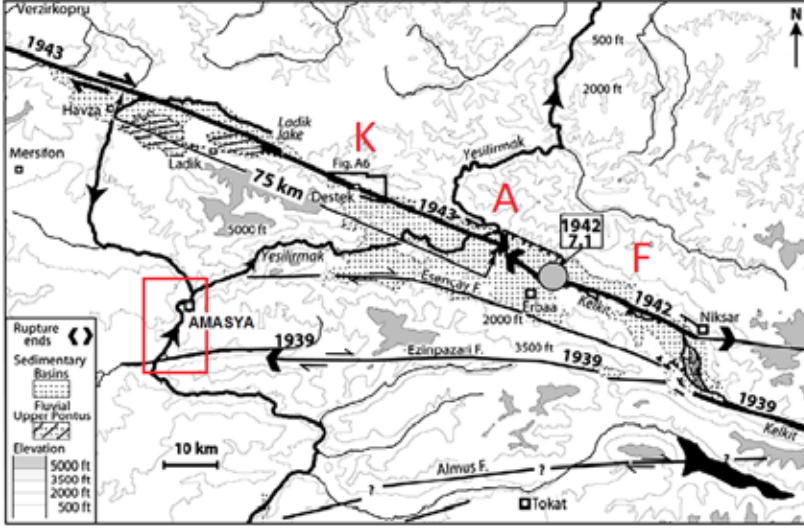 Verzirkopru
N
1943
500 ft
2000 ft
Havza
Ladik
lake
K
Yesilirmak
Mersifon
Ladik
Fig. A6
75 km
Destek
1943
A
1942
7,1
5000 ft
F
Yesilirmak
Esençay F.
Erbaa
Kelkit
1942
Niksar
AMASYA
2000 ft
Rupture
ends
1939
Ezinpazari F.
3500 ft
1939
1939
Sedimentary
Basins
Fluvial
Upper Pontus
Kelkit
Elevation
5000 ft
3500 ft
2000 ft
500 ft
10 km
Almus F.
?
?
?
?
Tokat